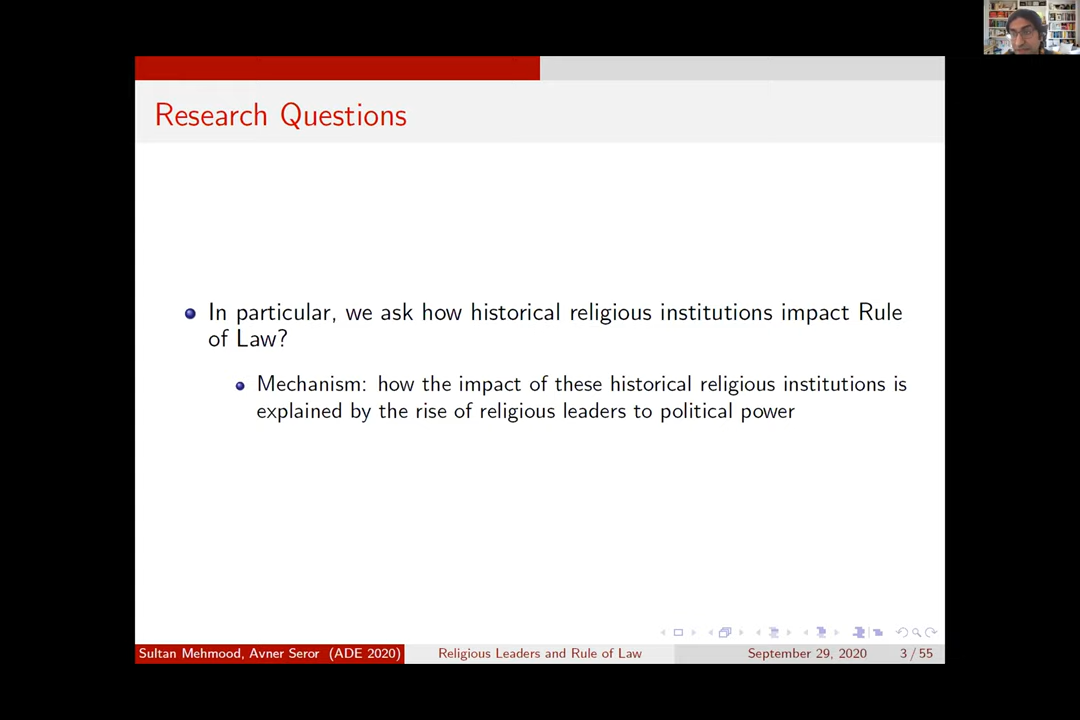 Research Questions
In particular, we ask how historical religious institutions impact Rule
of Law?
Mechanism: how the impact of these historical religious institutions is
explained by the rise of religious leaders to political power
Sultan Mehmood, Avner Seror (ADE 2020)
Religious Leaders and Rule of Law
September 29, 2020
3 / 55